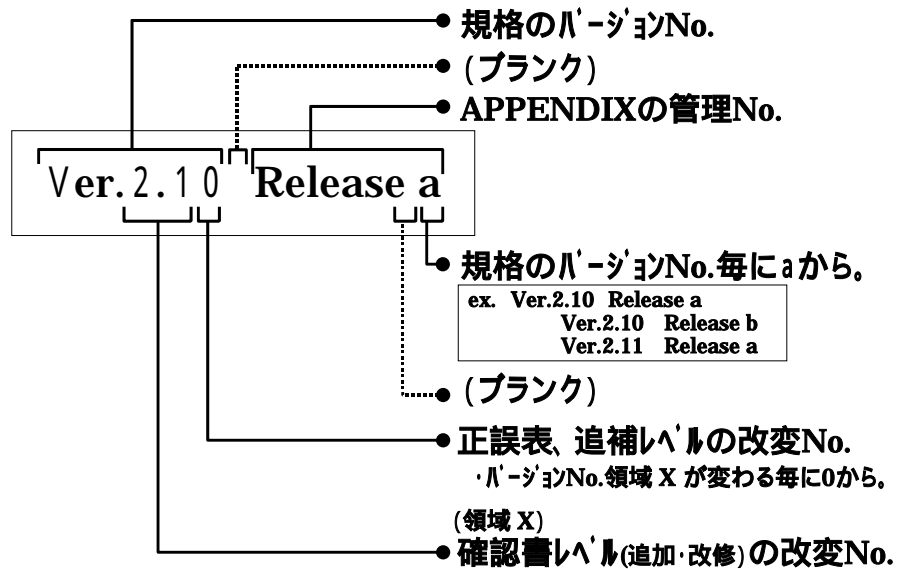 規格のﾊﾞｰｼﾞｮﾝNo.
(ブランク)
APPENDIXの管理No.
Ver.2.10 Release a
規格のﾊﾞｰｼﾞｮﾝNo.毎にaから。
ex. Ver.2.10 Release a
Ver.2.10 Release b
Ver.2.11 Release a
(ブランク)
正誤表、追補ﾚﾍﾞﾙの改変No.
･ﾊﾞｰｼﾞｮﾝNo.領域 X が変わる毎に0から。
(領域 X)
確認書ﾚﾍﾞﾙ(追加･改修)の改変No.